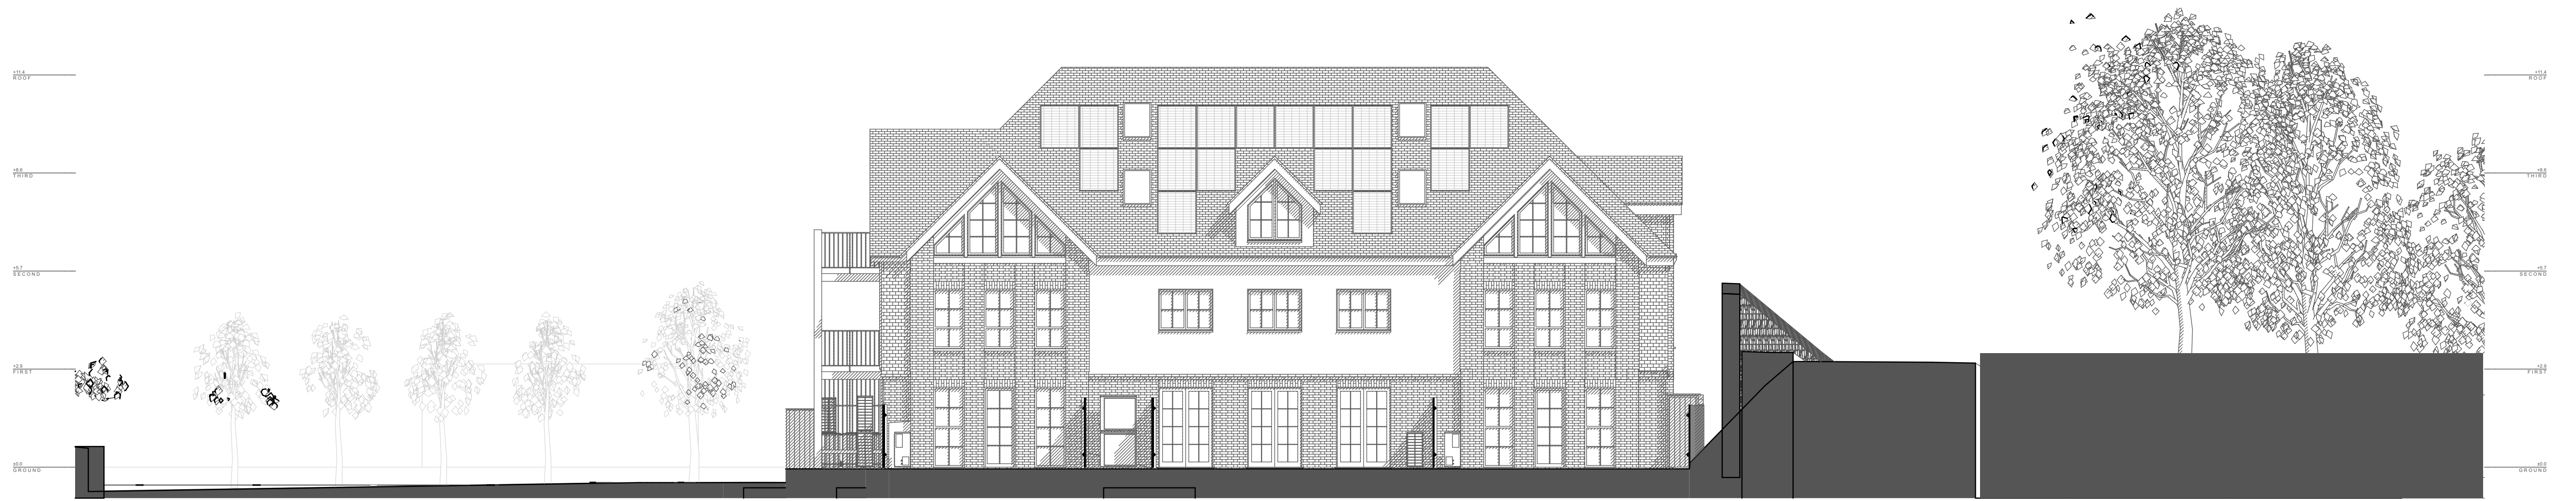 +11.4
ROOF
+8.6
THIRD
+5.7
SECOND
+2.9
FIRST
±0.0
GROUND
+11.4
ROOF
+8.6
THIRD
+5.7
SECOND
+2.9
FIRST
±0.0
GROUND